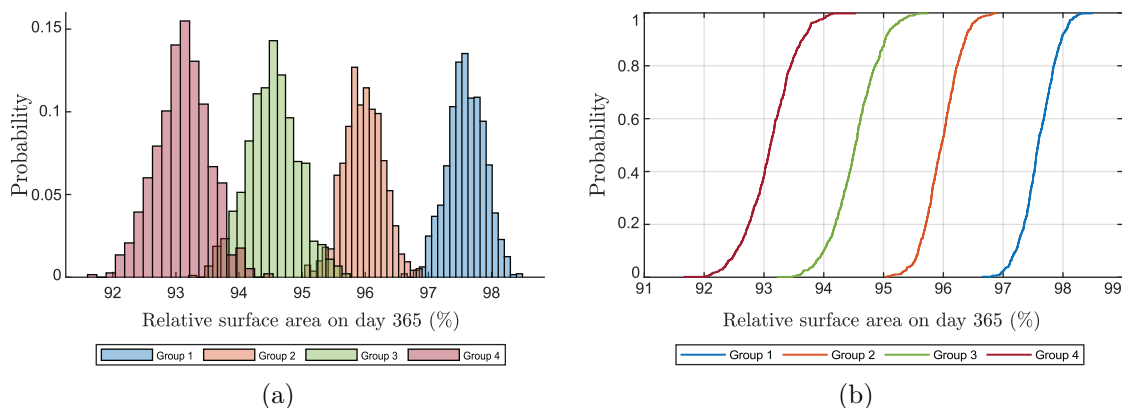 Probability
0.15
0.1
0.05
0
92 93 94 95 96 97 98
Relative surface area on day 365 (%)
Group 1 Group 2 Group 3 Group 4
(a)
Probability
1
0.8
0.6
0.4
0.2
0
91 92 93 94 95 96 97 98 99
Relative surface area on day 365 (%)
Group 1 Group 2 Group 3 Group 4
(b)